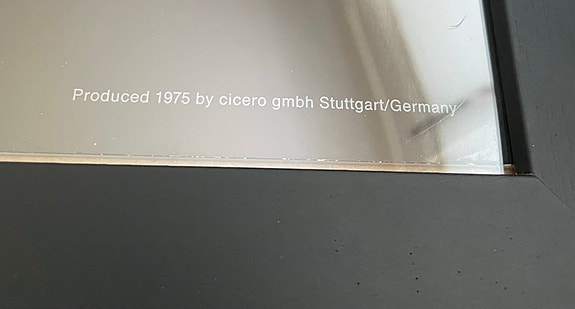 Produced 1975 by cicero gmbh Stuttgart/Germany